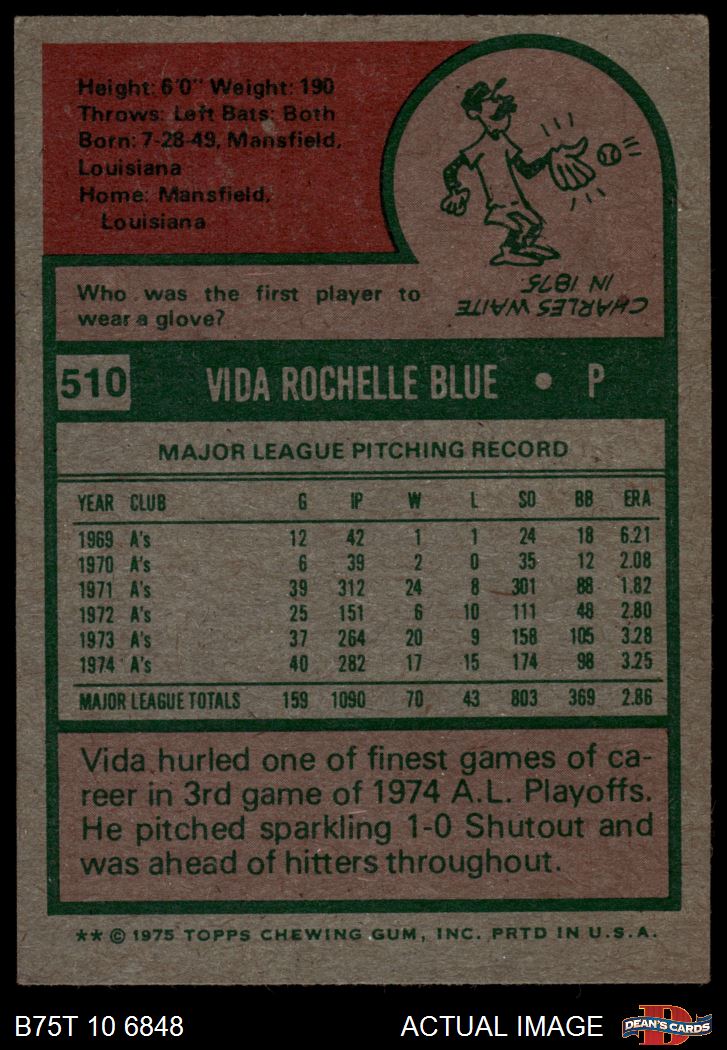 Height: 6'0" Weight: 190
Throws: Left Bats: Both
Born: 7-28-49, Mansfield,
Louisiana
Home: Mansfield,
Louisiana
Who was the first player to
wear a glove?
CHARLES WAITE
IN 1875
510 VIDA ROCHELLE BLUE • P
MAJOR LEAGUE PITCHING RECORD
YEAR CLUB G IP W L SO BB ERA
1969 A's 12 42 1 1 24 18 6.21
1970 A's 6 39 2 0 35 12 2.08
1971 A's 39 312 24 8 301 88 1.82
1972 A's 25 151 6 10 111 48 2.80
1973 A's 37 264 20 9 158 105 3.28
1974 A's 40 282 17 15 174 98 3.25
MAJOR LEAGUE TOTALS 159 1090 70 43 803 369 2.86
Vida hurled one of finest games of ca-
reer in 3rd game of 1974 A.L. Playoffs.
He pitched sparkling 1-0 Shutout and
was ahead of hitters throughout.
** © 1975 TOPPS CHEWING GUM, INC. PRTD IN U.S.A.
B75T 10 6848 ACTUAL IMAGE D DEAN'S CARDS